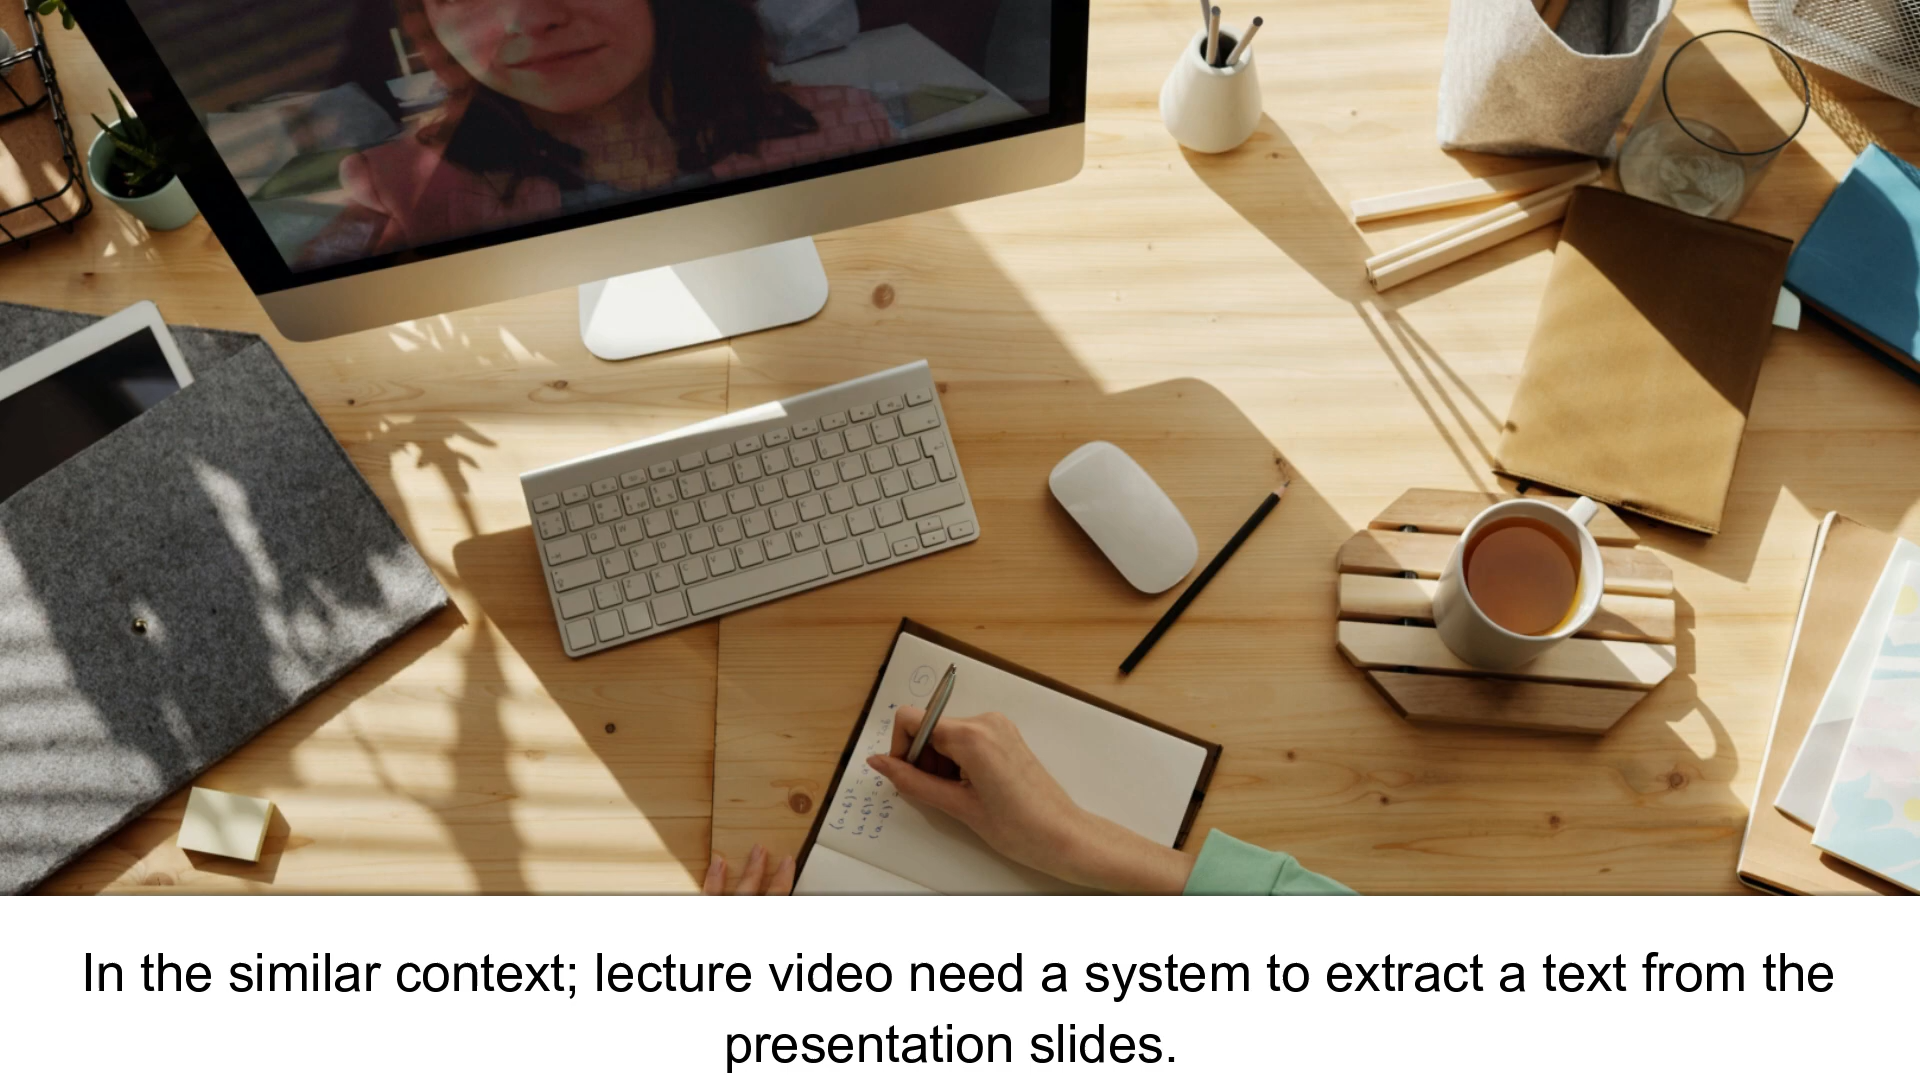 In the similar context; lecture video need a system to extract a text from the
presentation slides.